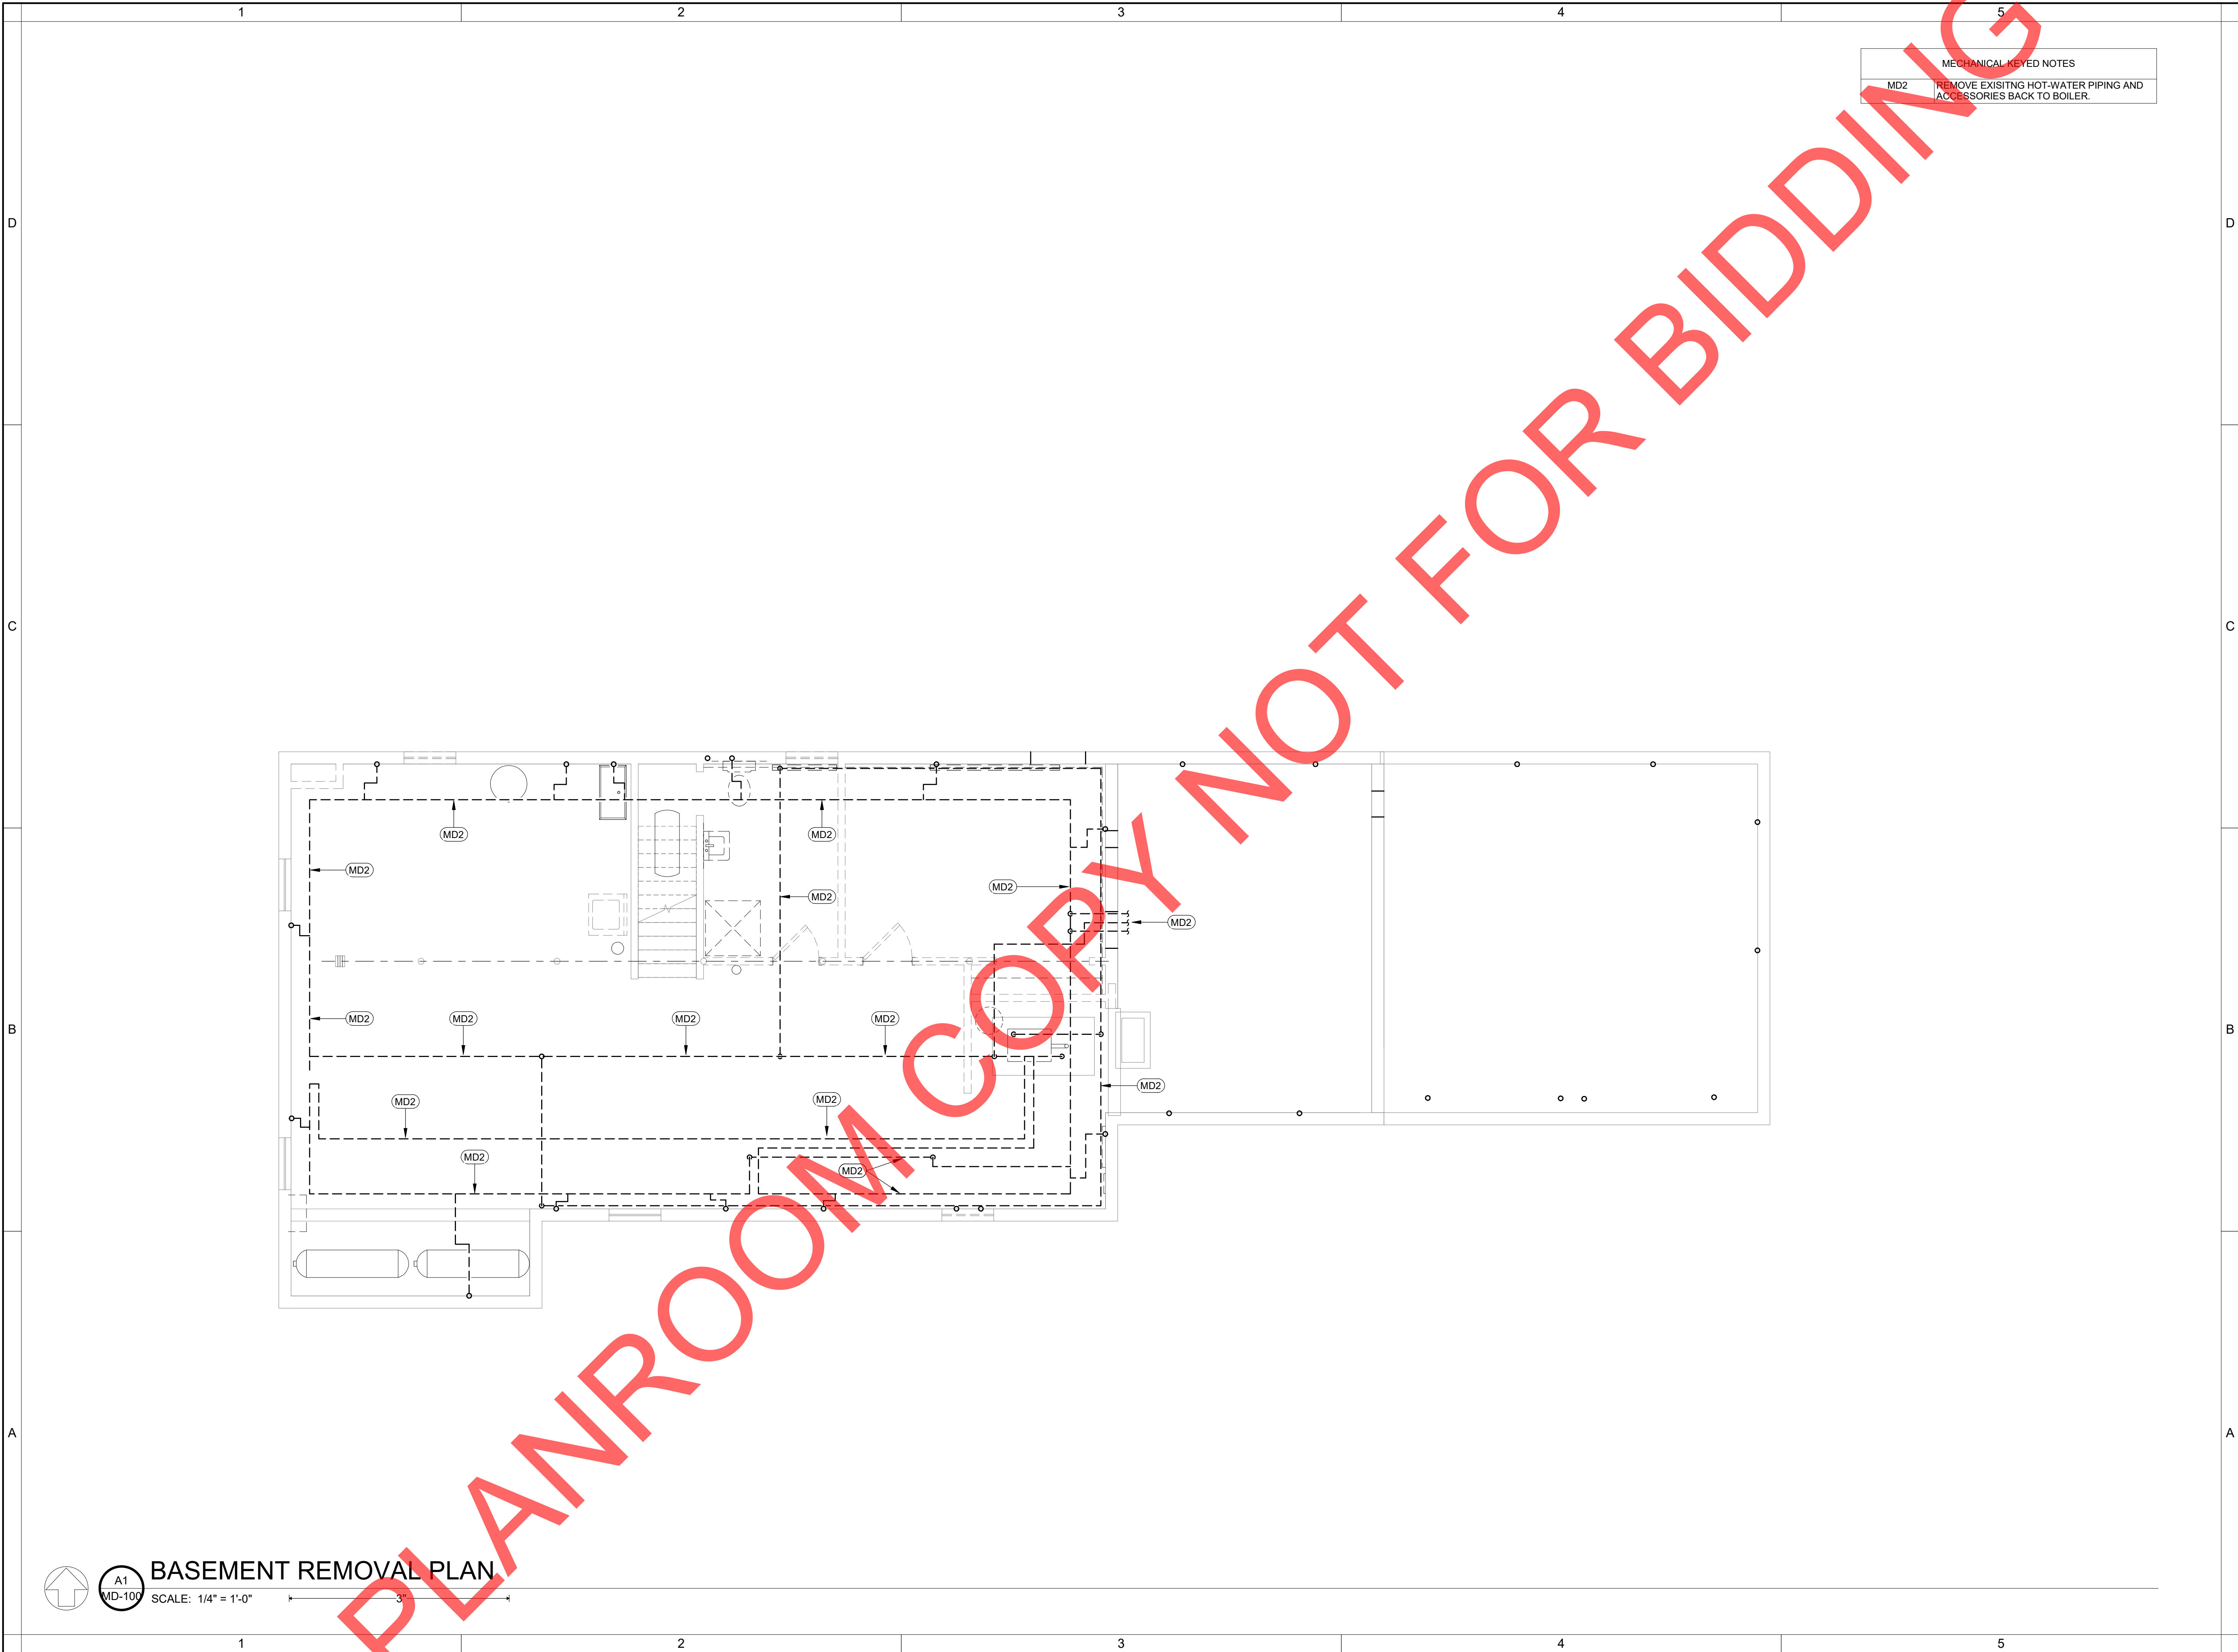 1 2 3 4 5
MECHANICAL KEYED NOTES
MD2 REMOVE EXISITNG HOT-WATER PIPING AND
ACCESSORIES BACK TO BOILER.
D D
C C
MD2 MD2
MD2
MD2
MD2
MD2
MD2 MD2 MD2 MD2
B B
MD2
MD2 MD2
MD2
MD2
A A
PLANROOM COPY NOT FOR BIDDING
A1
MD-100
BASEMENT REMOVAL PLAN
SCALE: 1/4" = 1'-0"
3"
1 2 3 4 5